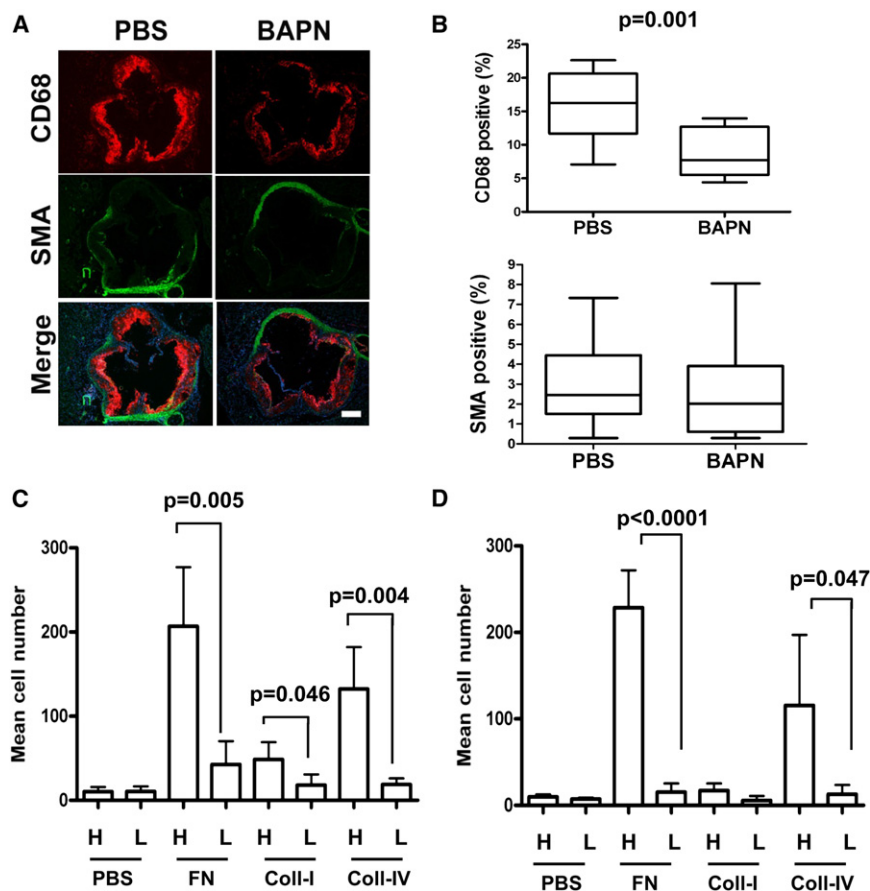 A
PBS BAPN
CD68
SMA
Merge
B
p=0.001
CD68 positive (%)
25
20
15
10
5
0
PBS BAPN
SMA positive (%)
9
8
7
6
5
4
3
2
1
0
PBS BAPN
C
p=0.005
p=0.004
p=0.046
Mean cell number
300
200
100
0
H L H L H L H L
PBS FN Coll-I Coll-IV
D
p<0.0001
p=0.047
Mean cell number
300
200
100
0
H L H L H L H L
PBS FN Coll-I Coll-IV